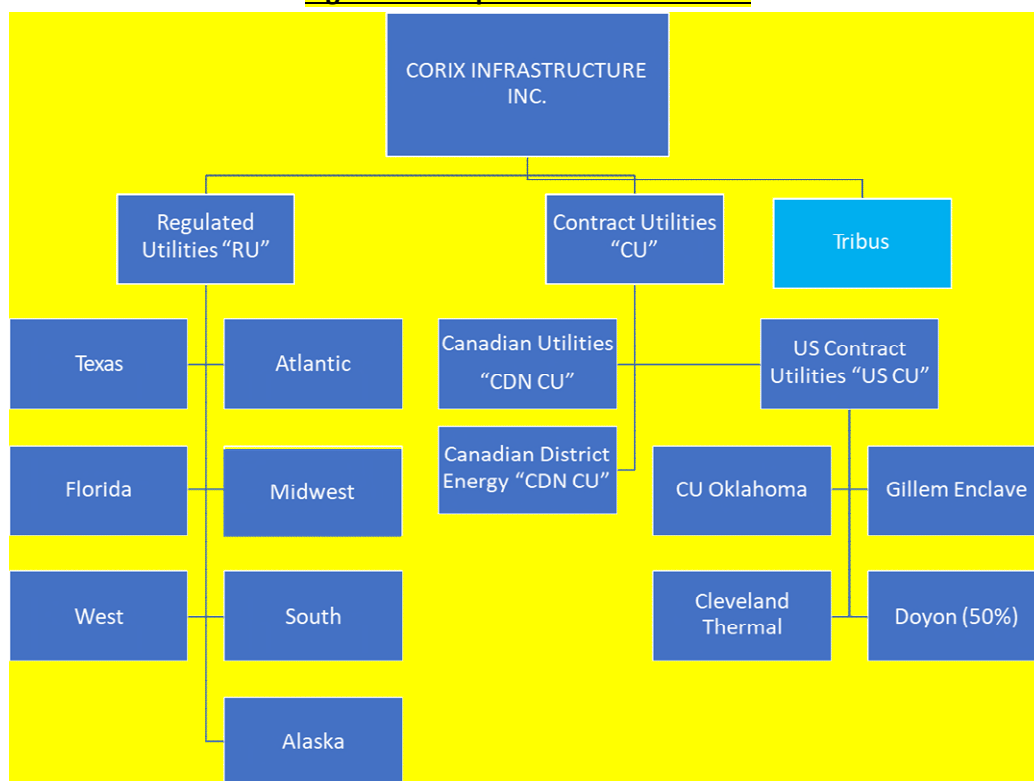 CORIX INFRASTRUCTURE
INC.
Regulated
Utilities “RU”
Contract Utilities
“CU”
Tribus
Texas
Atlantic
Canadian Utilities
“CDN CU”
US Contract
Utilities “US CU”
Florida
Midwest
Canadian District
Energy “CDN CU”
CU Oklahoma
Gillem Enclave
West
South
Cleveland
Thermal
Doyon (50%)
Alaska